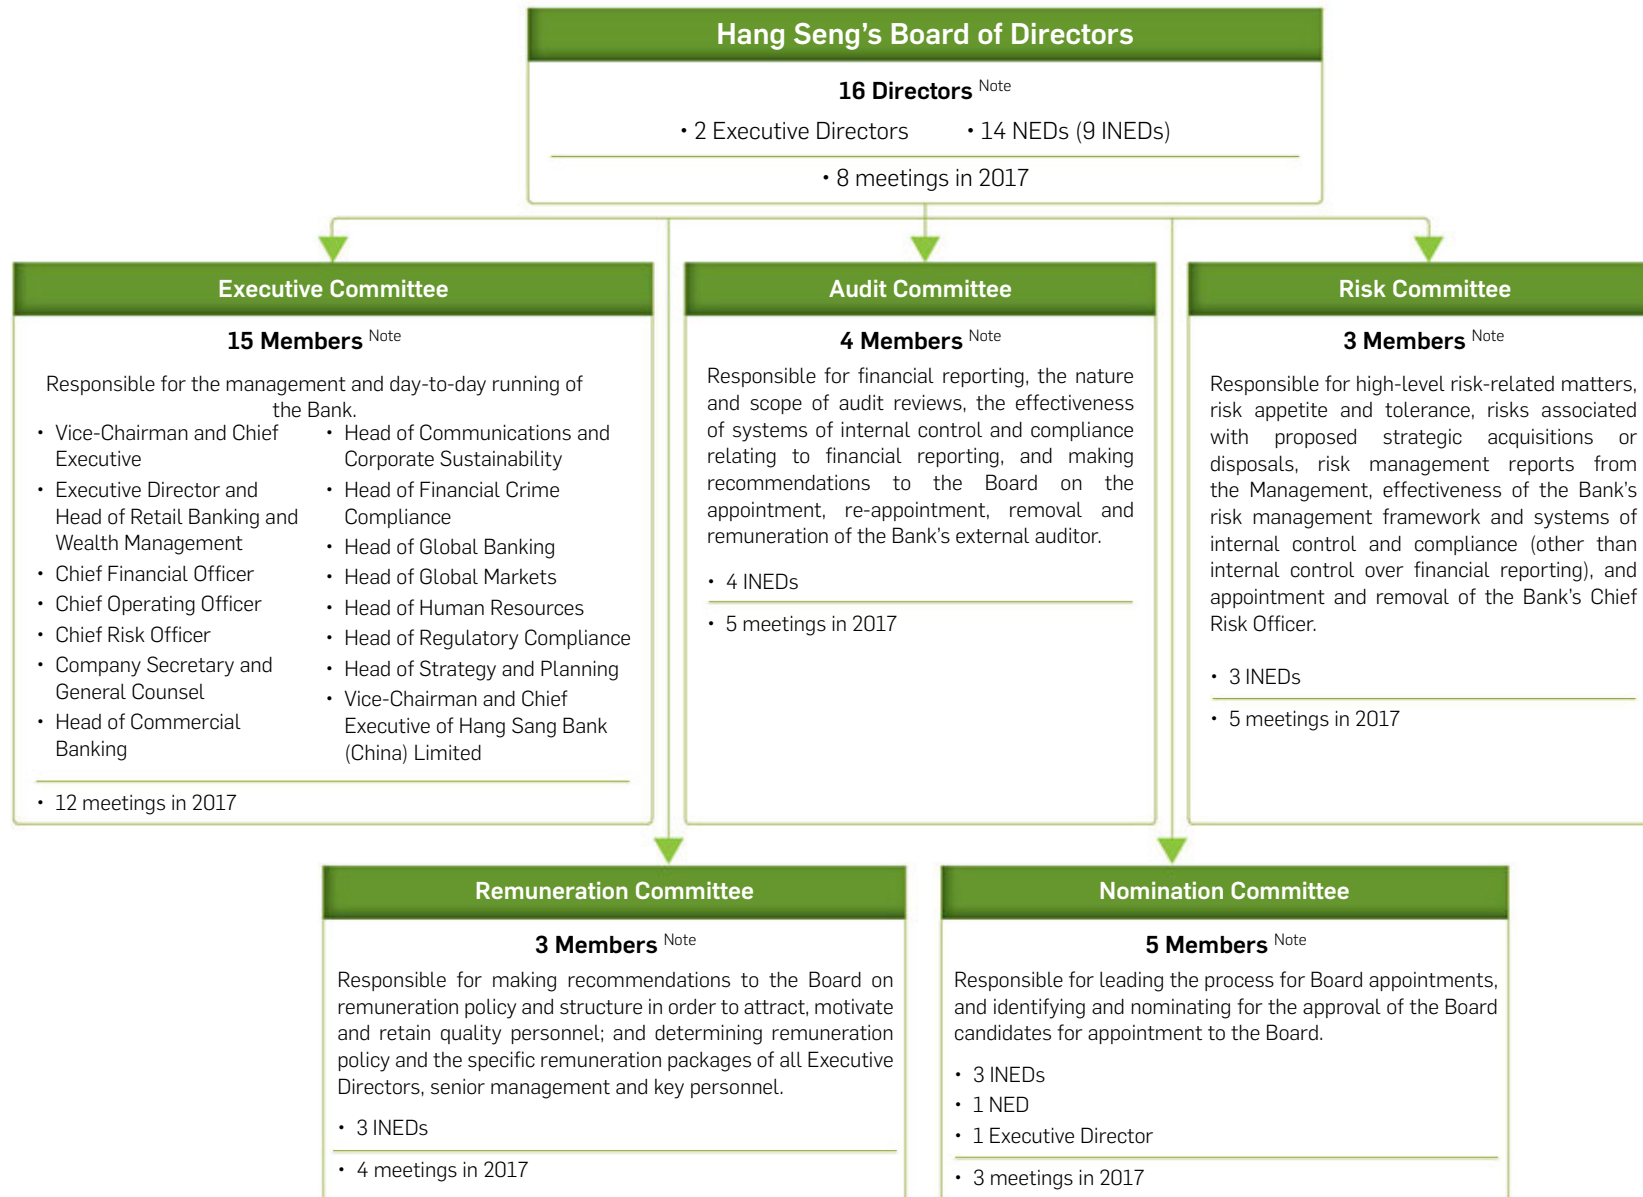 Hang Seng's Board of Directors
16 Directors Note
• 2 Executive Directors • 14 NEDs (9 INEDs)
• 8 meetings in 2017
Executive Committee
15 Members Note
Responsible for the management and day-to-day running of
the Bank.
• Vice-Chairman and Chief
Executive
• Executive Director and
Head of Retail Banking and
Wealth Management
• Chief Financial Officer
• Chief Operating Officer
• Chief Risk Officer
• Company Secretary and
General Counsel
• Head of Commercial
Banking
• Head of Communications and
Corporate Sustainability
• Head of Financial Crime
Compliance
• Head of Global Banking
• Head of Global Markets
• Head of Human Resources
• Head of Regulatory Compliance
• Head of Strategy and Planning
• Vice-Chairman and Chief
Executive of Hang Sang Bank
(China) Limited
• 12 meetings in 2017
Audit Committee
4 Members Note
Responsible for financial reporting, the nature
and scope of audit reviews, the effectiveness
of systems of internal control and compliance
relating to financial reporting, and making
recommendations to the Board on the
appointment, re-appointment, removal and
remuneration of the Bank's external auditor.
• 4 INEDs
• 5 meetings in 2017
Risk Committee
3 Members Note
Responsible for high-level risk-related matters,
risk appetite and tolerance, risks associated
with proposed strategic acquisitions or
disposals, risk management reports from
the Management, effectiveness of the Bank's
risk management framework and systems of
internal control and compliance (other than
internal control over financial reporting), and
appointment and removal of the Bank's Chief
Risk Officer.
• 3 INEDs
• 5 meetings in 2017
Remuneration Committee
3 Members Note
Responsible for making recommendations to the Board on
remuneration policy and structure in order to attract, motivate
and retain quality personnel; and determining remuneration
policy and the specific remuneration packages of all Executive
Directors, senior management and key personnel.
• 3 INEDs
• 4 meetings in 2017
Nomination Committee
5 Members Note
Responsible for leading the process for Board appointments,
and identifying and nominating for the approval of the Board
candidates for appointment to the Board.
• 3 INEDs
• 1 NED
• 1 Executive Director
• 3 meetings in 2017